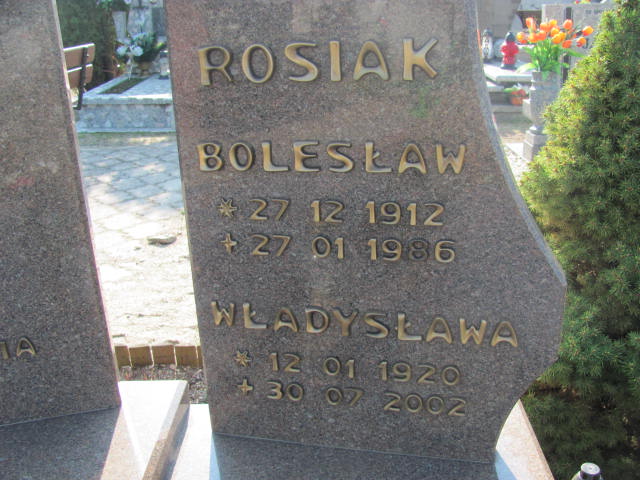 ROSIAK
BOLESŁAW
* 27 12 1912
+ 27 01 1986
WŁADYSŁAWA
* 12 01 1920
+ 30 07 2002